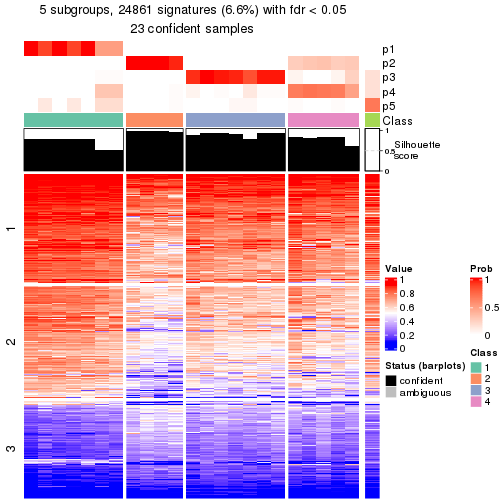 5 subgroups, 24861 signatures (6.6%) with fdr < 0.05
23 confident samples
p1
p2
p3
p4
p5
Class
1
0.5
0
Silhouette
score
1
2
3
Value
1
0.8
0.6
0.4
0.2
0
Prob
1
0.5
0
Status (barplots)
confident
ambiguous
Class
1
2
3
4